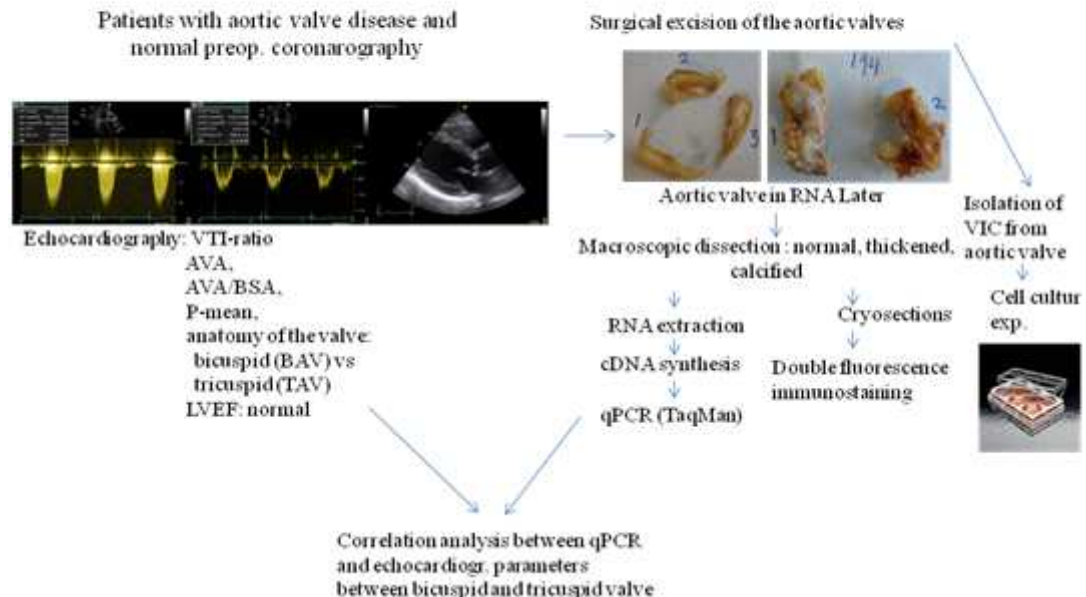 Patients with aortic valve disease and
normal preop. coronarography
Surgical excision of the aortic valves
1
2
3
194
1
2
Aortic valve in RNA Later
Echocardiography: VTI-ratio
AVA,
AVA/BSA,
P-mean,
anatomy of the valve:
bicuspid (BAV) vs
tricuspid (TAV)
LVEF: normal
Macroscopic dissection : normal, thickened,
calcified
RNA extraction
cDNA synthesis
qPCR (TaqMan)
Cryosections
Double fluorescence
immunostaining
Isolation of
VIC from
aortic valve
Cell cultur
exp.
Correlation analysis between qPCR
and echocardiogr. parameters
between bicuspid and tricuspid valve